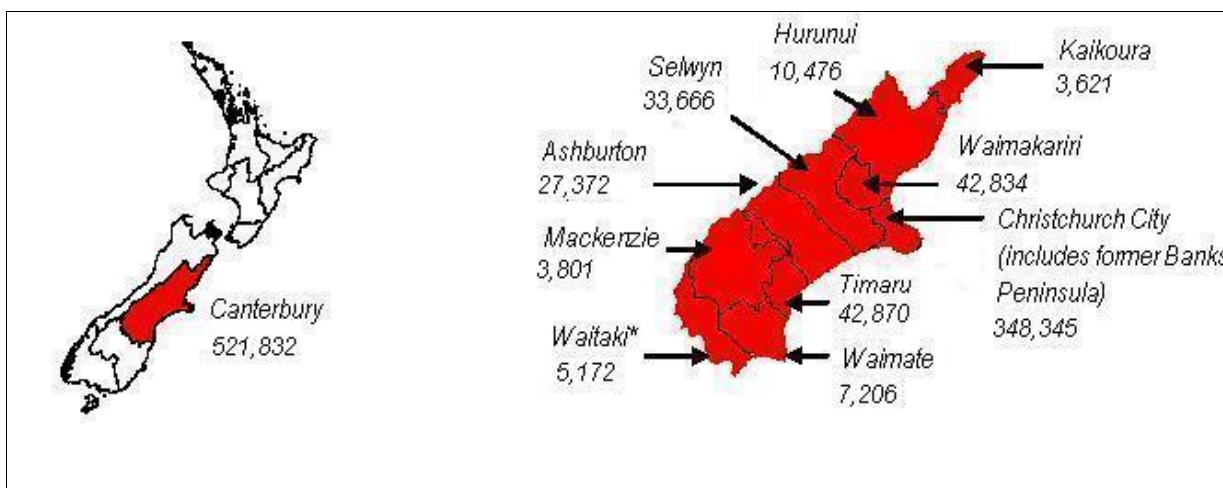 Canterbury
521,832
Hurunui
10,476
Kaikoura
3,621
Selwyn
33,666
Ashburton
27,372
Waimakariri
42,834
Mackenzie
3,801
Christchurch City
(includes former Banks
Peninsula)
348,345
Timaru
42,870
Waitaki*
5,172
Waimate
7,206